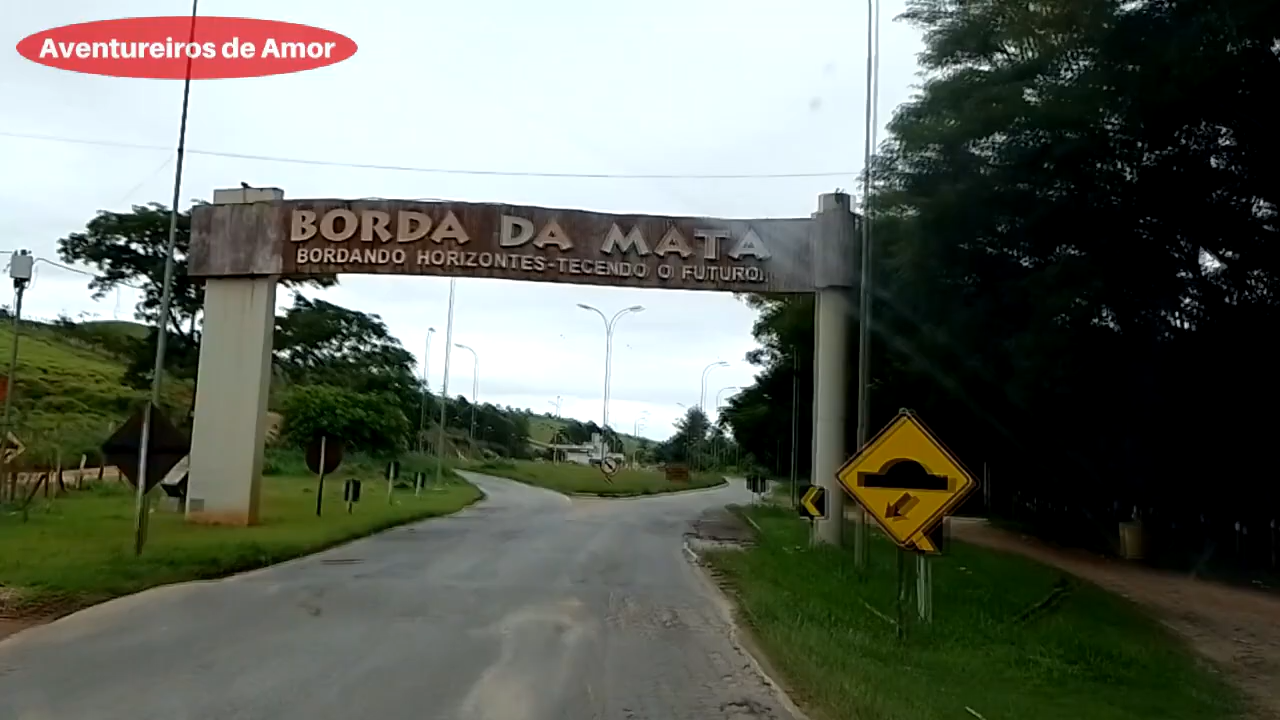 Aventureiros de Amor
BORDA DA MATA
BORDANDO HORIZONTES-TECENDO O FUTURO.